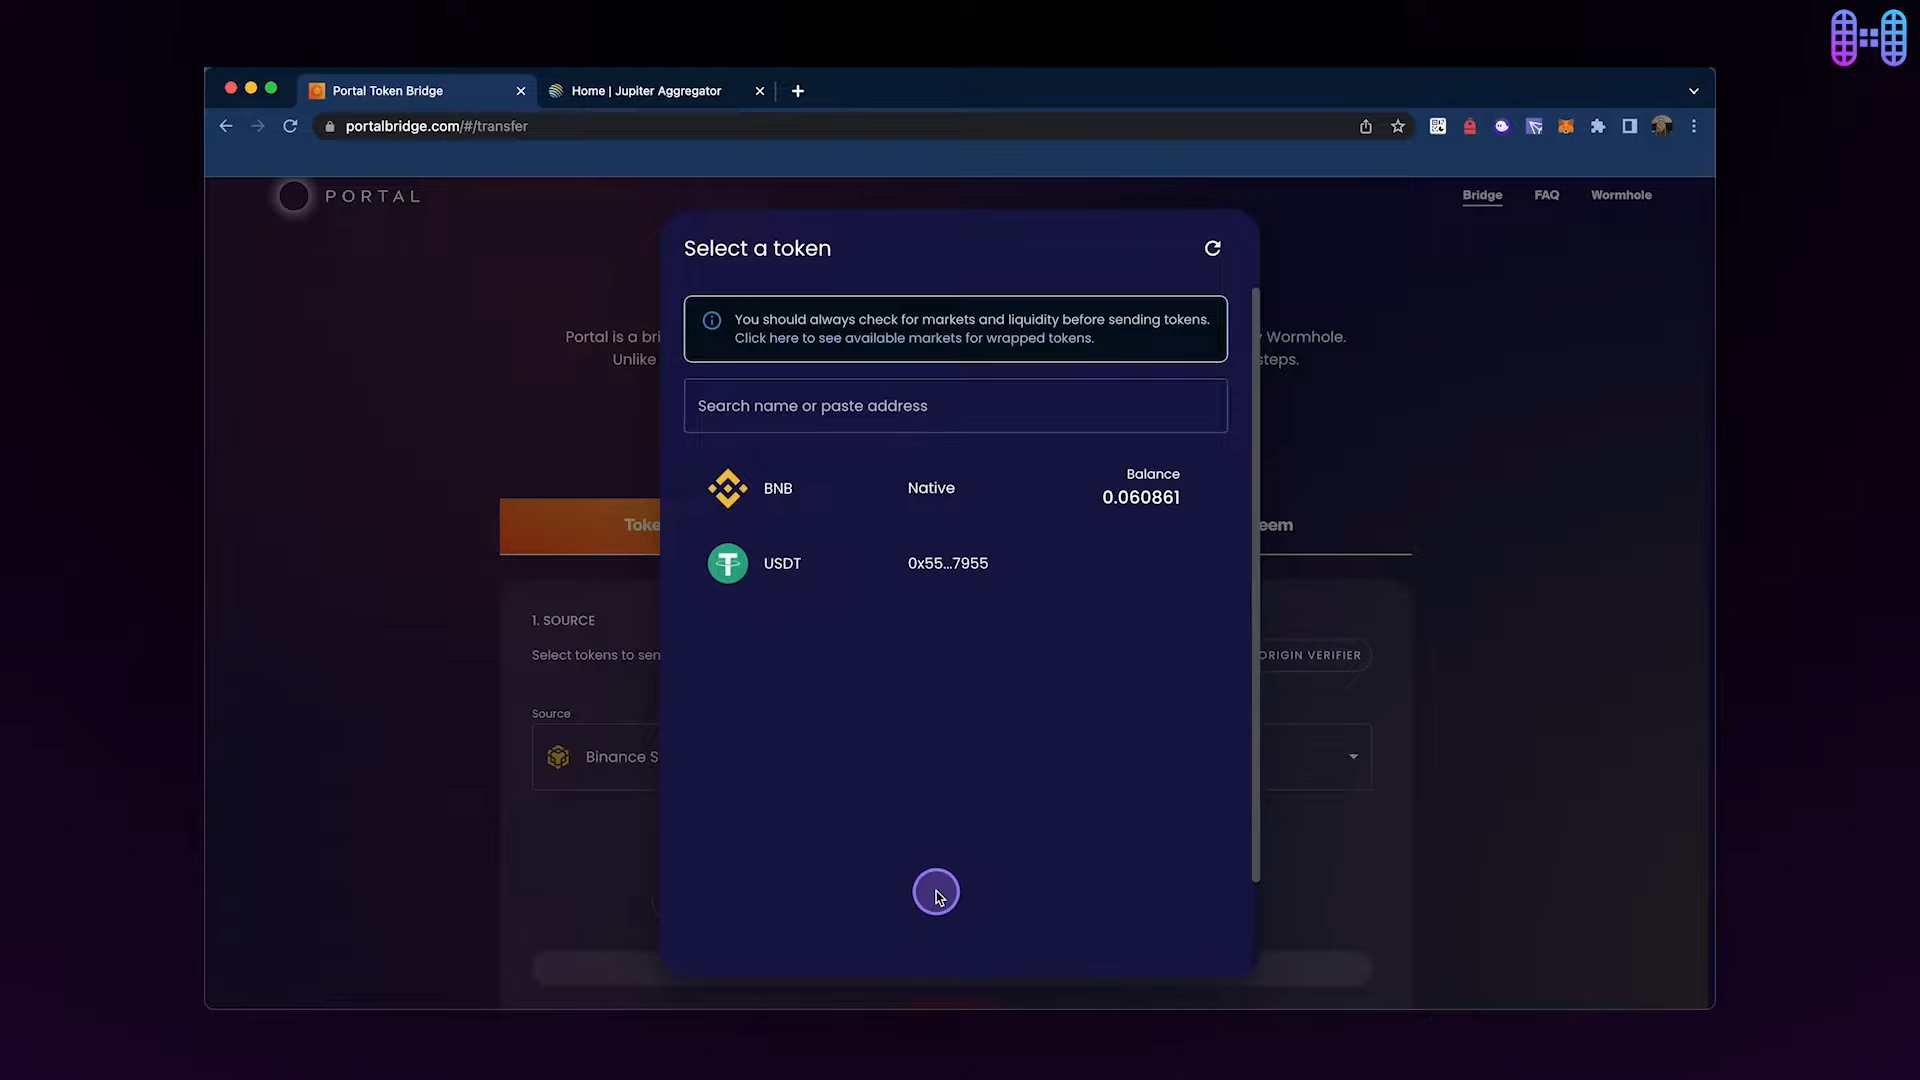 Portal Token Bridge
Home | Jupiter Aggregator
portalbridge.com/#/transfer
PORTAL
Bridge
FAQ
Wormhole
Select a token
You should always check for markets and liquidity before sending tokens.
Click here to see available markets for wrapped tokens.
Portal is a bri
Wormhole.
Unlike
steps.
Search name or paste address
BNB
Native
Balance
0.060861
Toke
eem
USDT
0x55...7955
1. SOURCE
Select tokens to sen
ORIGIN VERIFIER
Source
Binance S